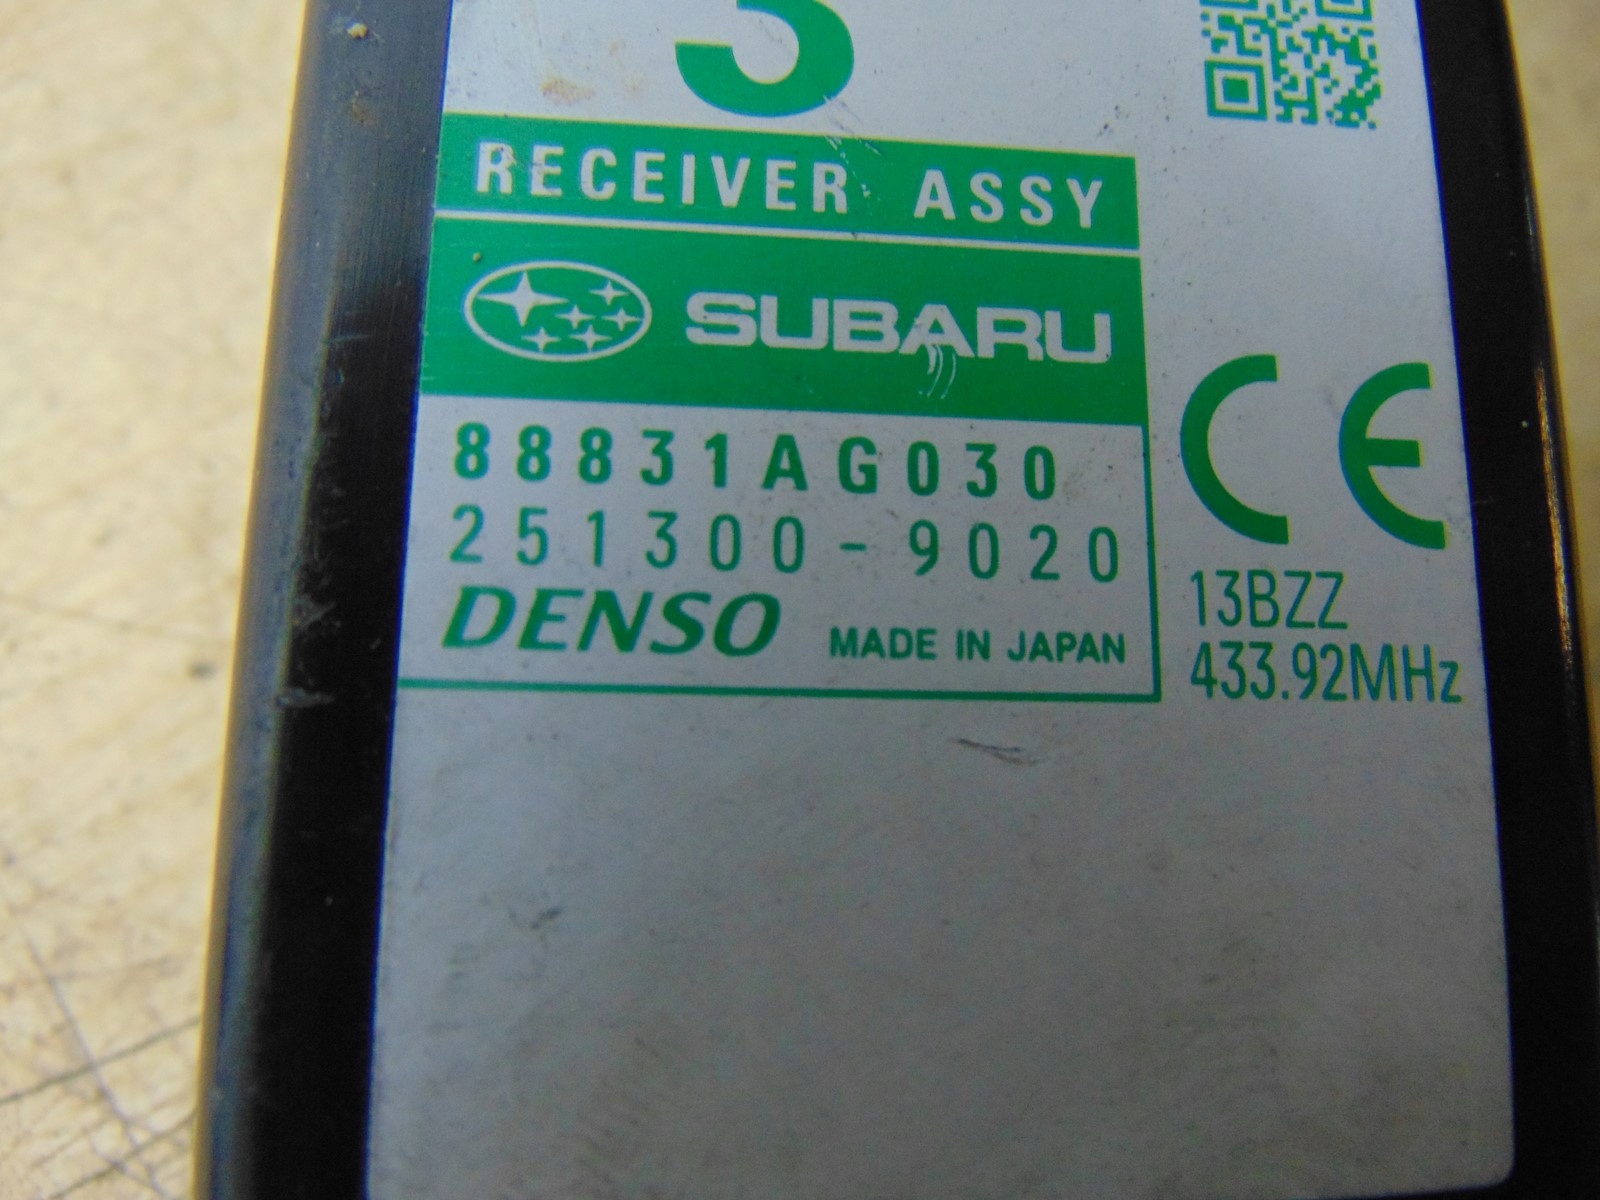 3
RECEIVER ASSY
SUBARU
88831AG030
251300-9020
DENSO MADE IN JAPAN
CE
13BZZ
433.92MHz